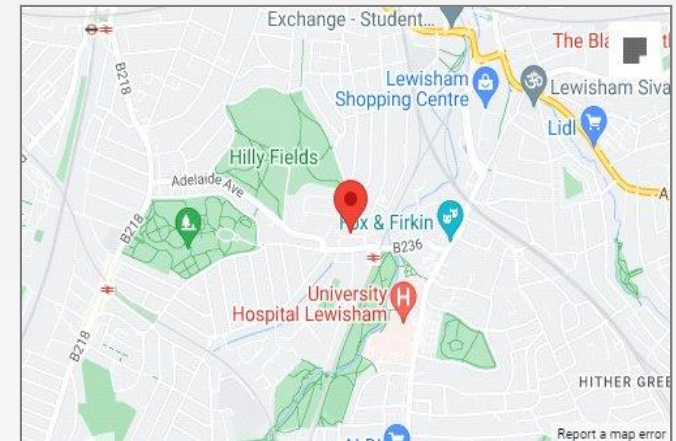 Exchange - Student...
The Bla
B218
Lewisham
Shopping Centre
Lewisham Siva
Lidl
Hilly Fields
Adelaide Ave
A
B218
Fox & Firkin
B236
University
Hospital Lewisham
H
B218
HITHER GREE
Report a map error